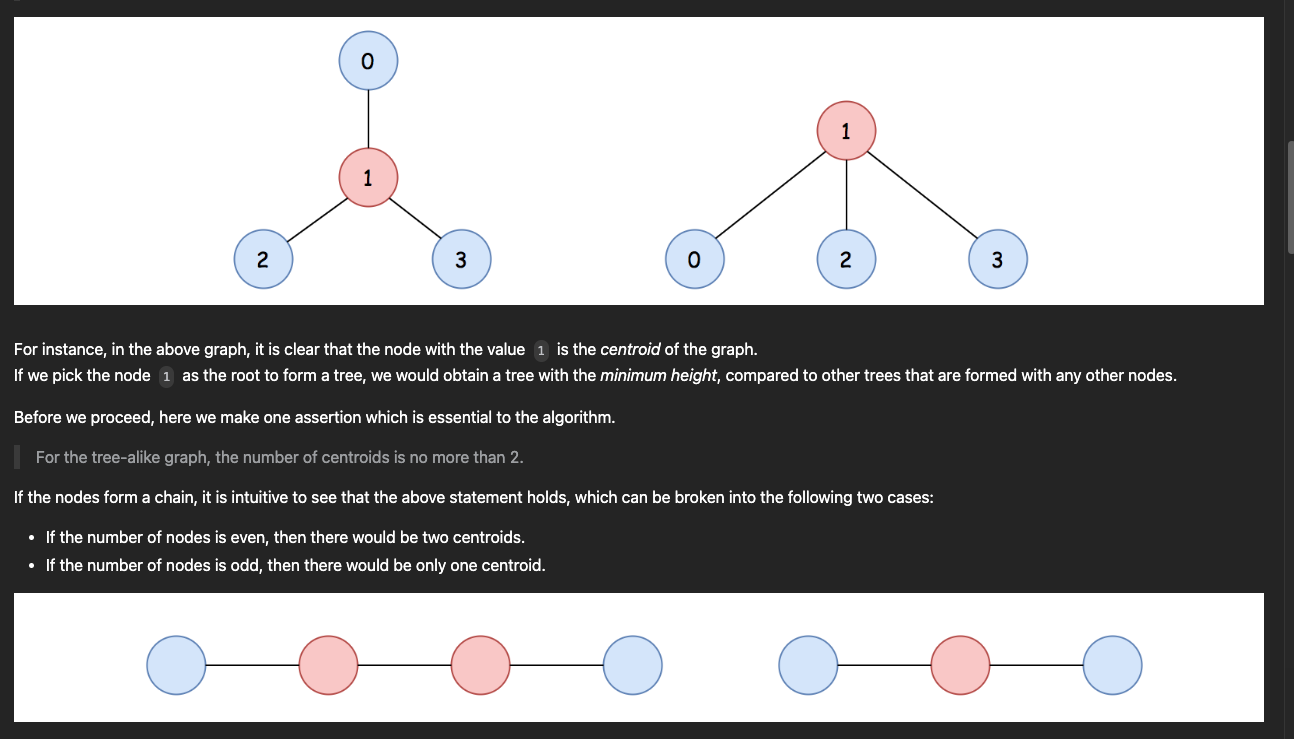 0
1
1
2
3
0
2
3
For instance, in the above graph, it is clear that the node with the value 1 is the centroid of the graph.
If we pick the node 1 as the root to form a tree, we would obtain a tree with the minimum height, compared to other trees that are formed with any other nodes.
Before we proceed, here we make one assertion which is essential to the algorithm.
For the tree-alike graph, the number of centroids is no more than 2.
If the nodes form a chain, it is intuitive to see that the above statement holds, which can be broken into the following two cases:
• If the number of nodes is even, then there would be two centroids.
• If the number of nodes is odd, then there would be only one centroid.